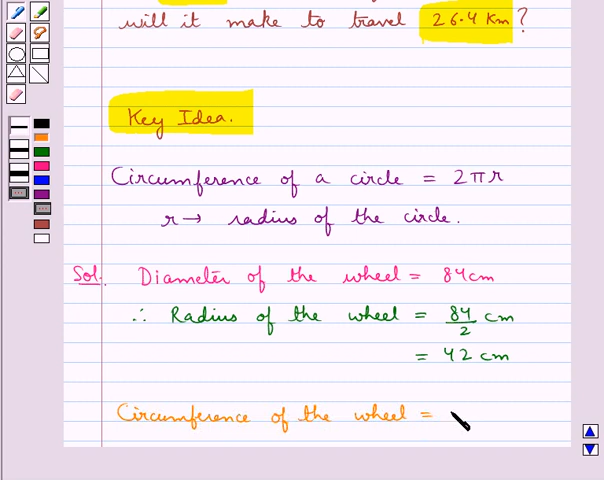 will it make to travel 26.4 Km?
Key Idea.
Circumference of a circle = 2πr
r → radius of the circle.
Sol. Diameter of the wheel = 84cm
∴ Radius of the wheel = 84/2 cm
= 42 cm
Circumference of the wheel =